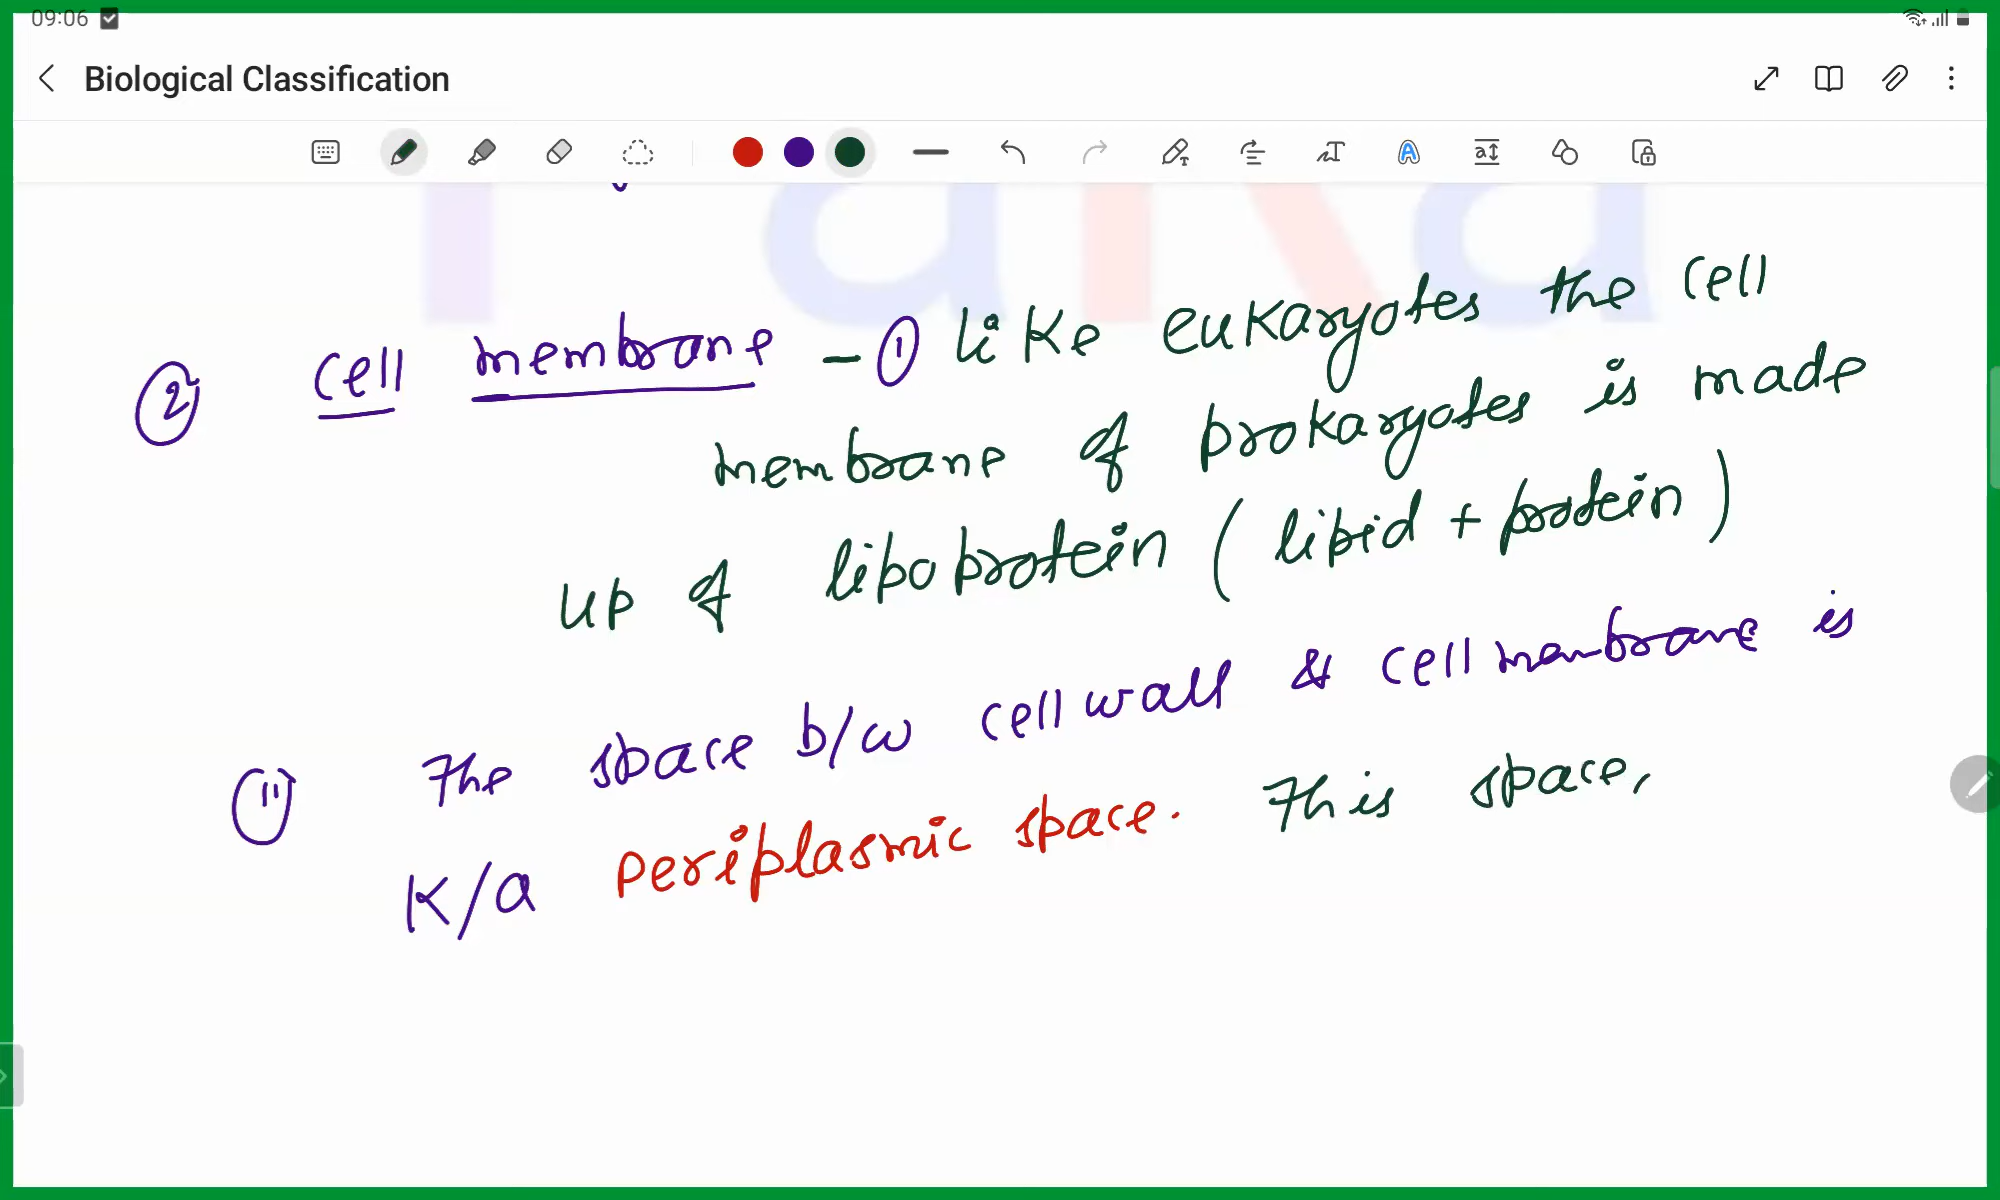 09:06
Biological Classification
② cell membrane - ① like eukaryotes the cell
membrane of prokaryotes is made
up of lipoprotein ( lipid + protein )
⑪ The space b/w cell wall & cell membrane is
K/a periplasmic space. This space,